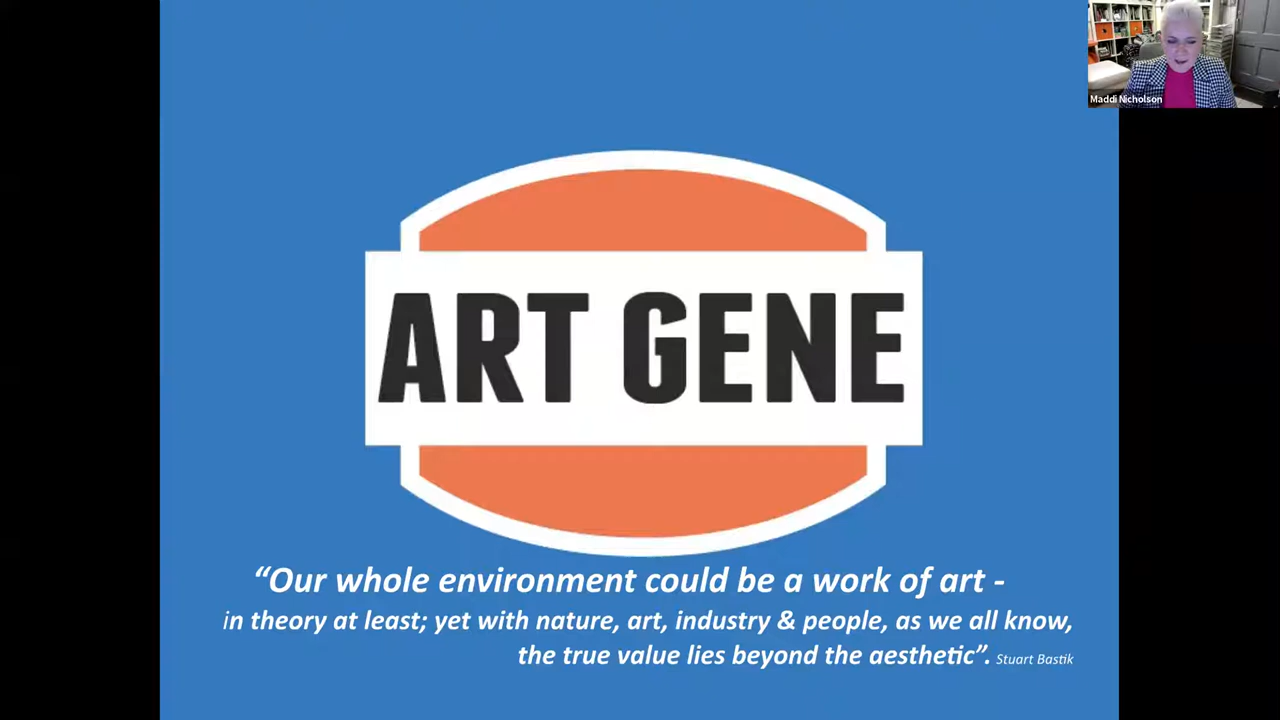 Maddi Nicholson
ART GENE
“Our whole environment could be a work of art -
in theory at least; yet with nature, art, industry & people, as we all know,
the true value lies beyond the aesthetic”. Stuart Bastik